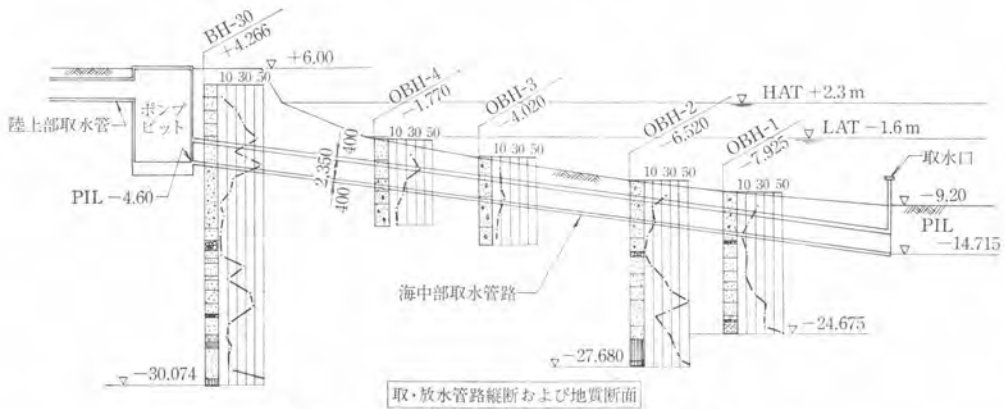 BH-30
+4.266
+6.00
10 30 50
OBH-4
-1.770
10 30 50
OBH-3
-4.020
10 30 50
OBH-2
-6.520
10 30 50
OBH-1
-7.925
10 30 50
HAT +2.3 m
LAT -1.6 m
ポンプ
ピット
陸上部取水管
400
2,350
400
取水口
PIL -4.60
-9.20
PIL
-14.715
海中部取水管路
-24.675
-27.680
-30.074
取・放水管路縦断および地質断面